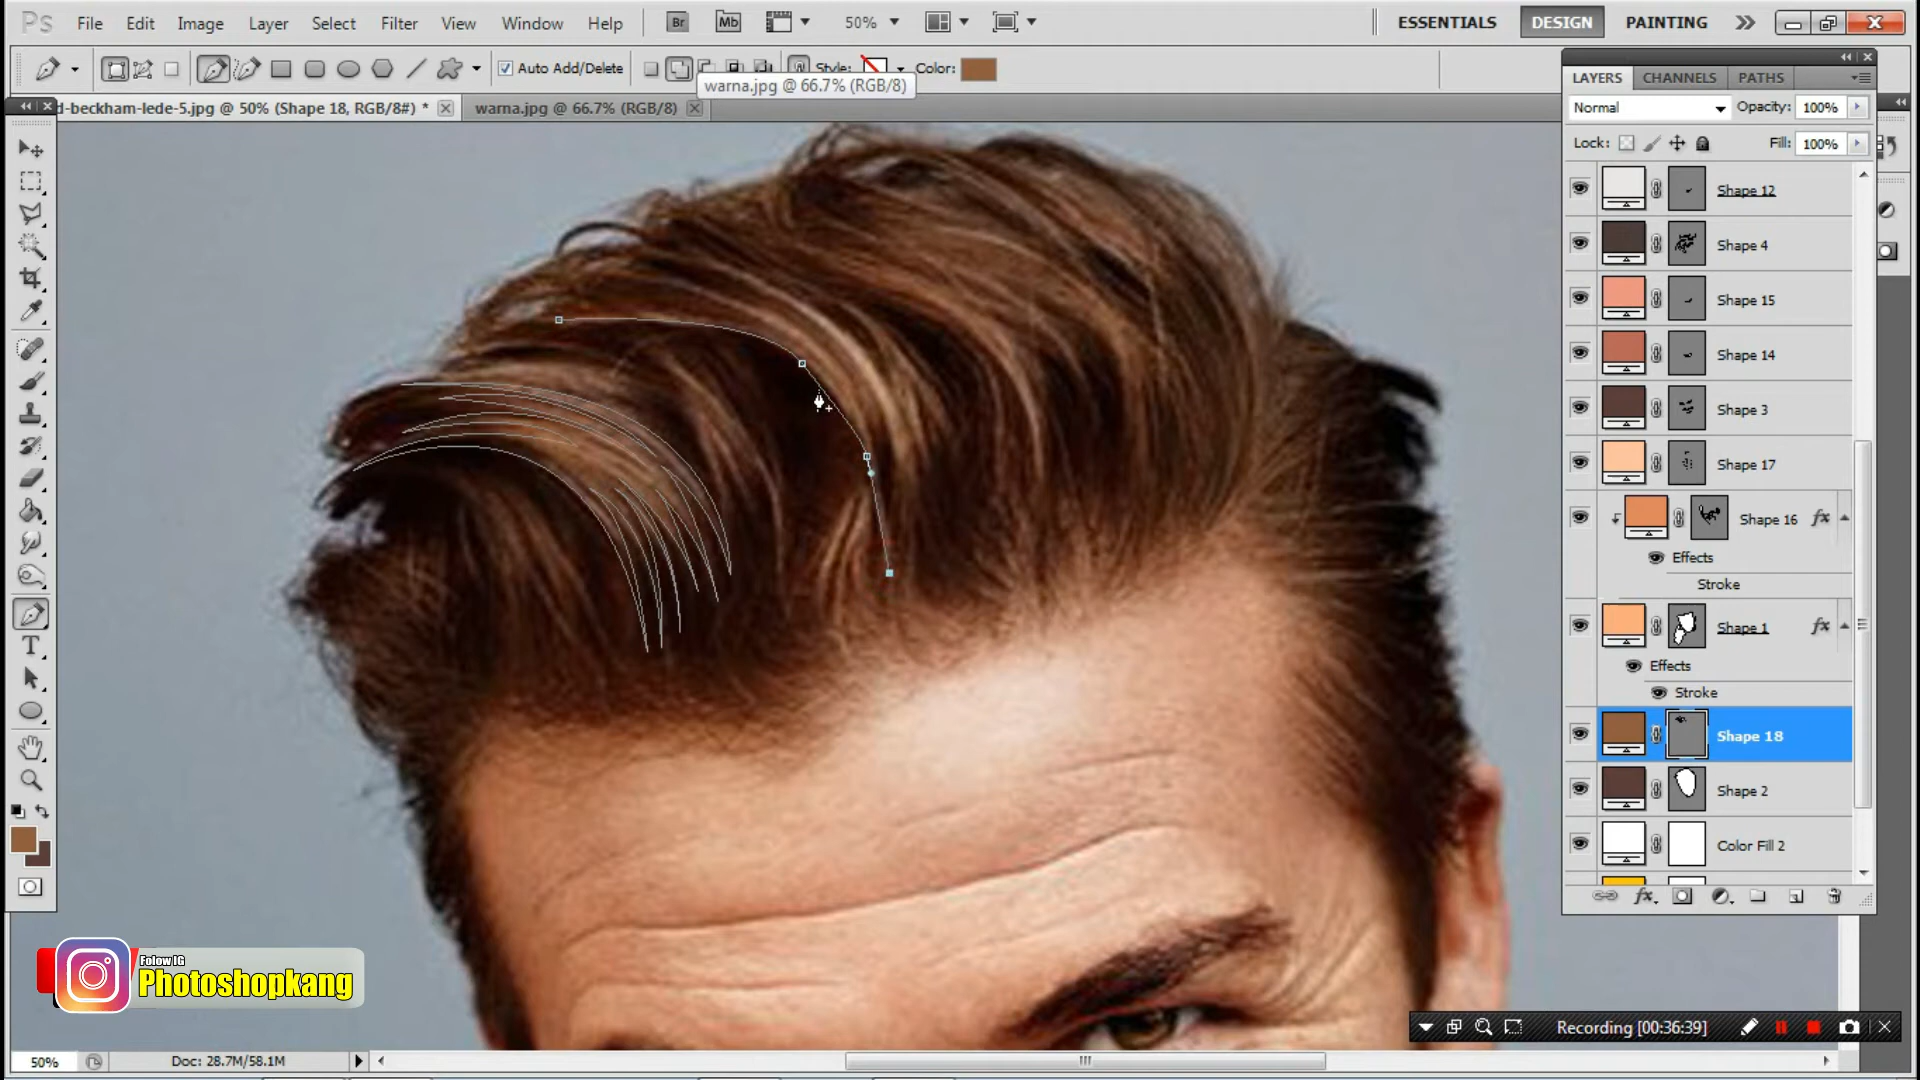 Ps File Edit Image Layer Select Filter View Window Help Br Mb 50% ESSENTIALS DESIGN PAINTING
Auto Add/Delete Style: Color:
warna.jpg @ 66.7% (RGB/8)
d-beckham-lede-5.jpg @ 50% (Shape 18, RGB/8#) * warna.jpg @ 66.7% (RGB/8)
LAYERS CHANNELS PATHS
Normal Opacity: 100%
Lock: Fill: 100%
Shape 12
Shape 4
Shape 15
Shape 14
Shape 3
Shape 17
Shape 16 fx
Effects
Stroke
Shape 1 fx
Effects
Stroke
Shape 18
Shape 2
Color Fill 2
fx
T
Folow IG
Photoshopkang
Recording [00:36:39]
50% Doc: 28.7M/58.1M